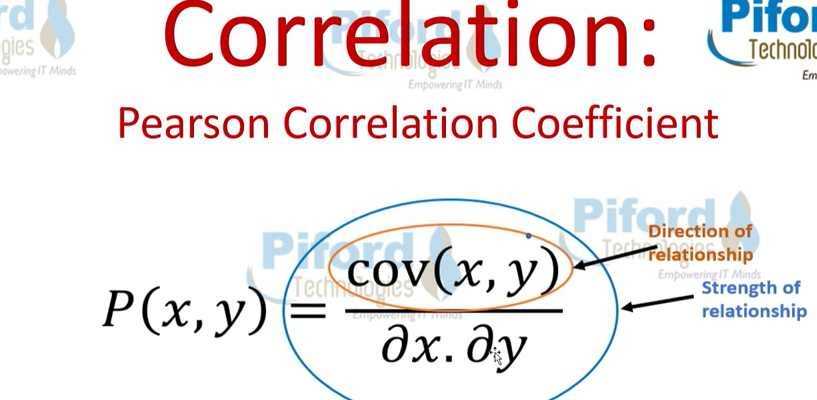 Correlation:
Pearson Correlation Coefficient
P(x, y) = cov(x, y) / ∂x. ∂y
Direction of
relationship
Strength of
relationship
Piford
Technologies
Empowering IT Minds